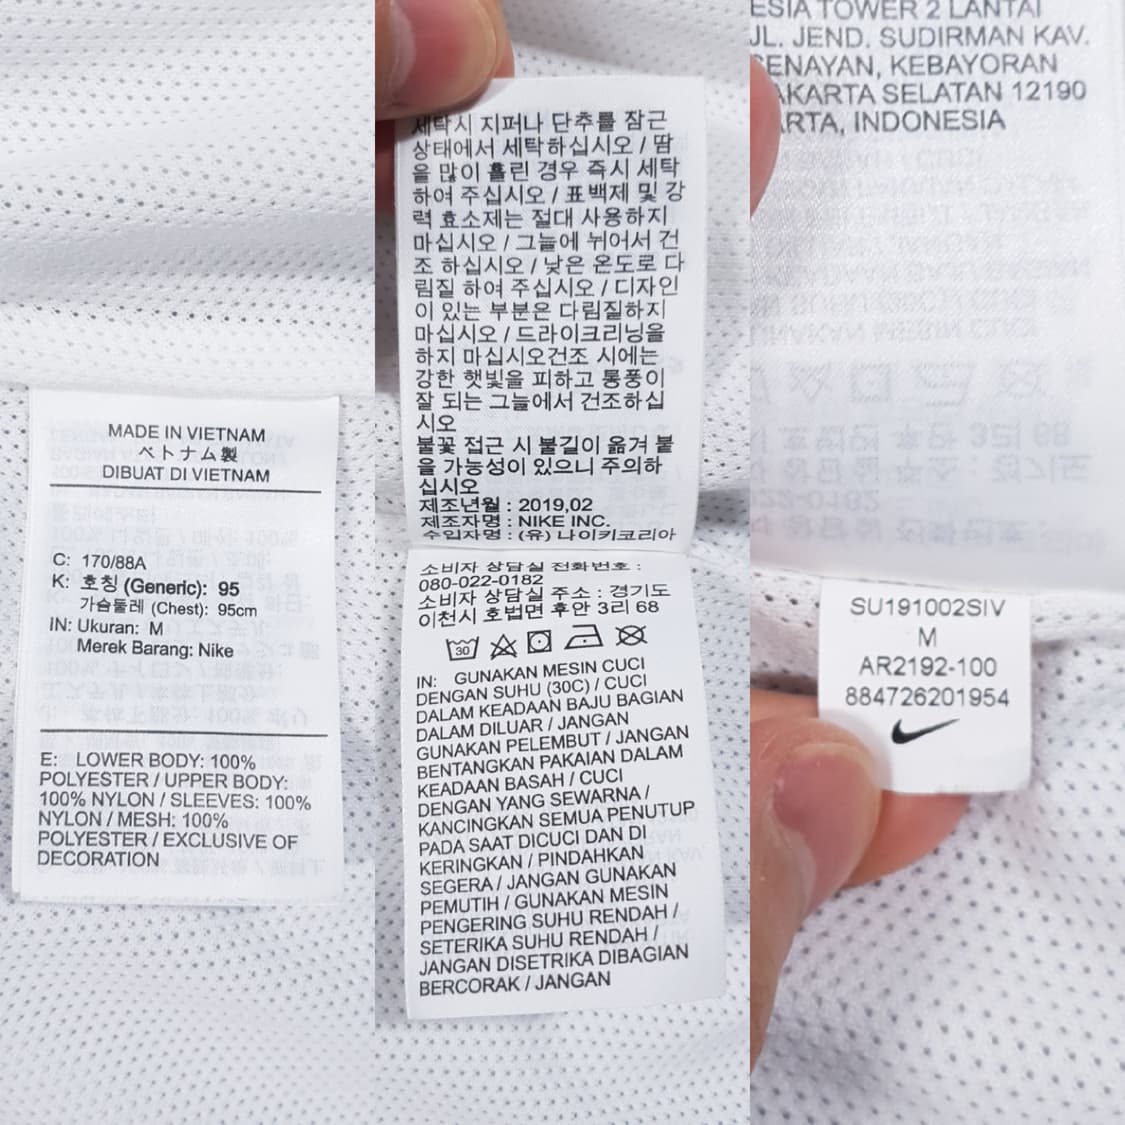 MADE IN VIETNAM
ベトナム製
DIBUAT DI VIETNAM
C: 170/88A
K: 호칭 (Generic): 95
가슴둘레 (Chest): 95cm
IN: Ukuran: M
Merek Barang: Nike
E: LOWER BODY: 100%
POLYESTER / UPPER BODY:
100% NYLON / SLEEVES: 100%
NYLON / MESH: 100%
POLYESTER / EXCLUSIVE OF
DECORATION
세탁시 지퍼나 단추를 잠근
상태에서 세탁하십시오 / 땀
을 많이 흘린 경우 즉시 세탁
하여 주십시오 / 표백제 및 강
력 효소제는 절대 사용하지
마십시오 / 그늘에 뉘어서 건
조 하십시오 / 낮은 온도로 다
림질 하여 주십시오 / 디자인
이 있는 부분은 다림질하지
마십시오 / 드라이크리닝을
하지 마십시오건조 시에는
강한 햇빛을 피하고 통풍이
잘 되는 그늘에서 건조하십
시오
불꽃 접근 시 불길이 옮겨 붙
을 가능성이 있으니 주의하
십시오
제조년월 : 2019,02
제조자명 : NIKE INC.
수입자명 : (유) 나이키코리아
소비자 상담실 전화번호 :
080-022-0182
소비자 상담실 주소 : 경기도
이천시 호법면 후안 3리 68
30
IN: GUNAKAN MESIN CUCI
DENGAN SUHU (30C) / CUCI
DALAM KEADAAN BAJU BAGIAN
DALAM DILUAR / JANGAN
GUNAKAN PELEMBUT / JANGAN
BENTANGKAN PAKAIAN DALAM
KEADAAN BASAH / CUCI
DENGAN YANG SEWARNA /
KANCINGKAN SEMUA PENUTUP
PADA SAAT DICUCI DAN DI
KERINGKAN / PINDAHKAN
SEGERA / JANGAN GUNAKAN
PEMUTIH / GUNAKAN MESIN
PENGERING SUHU RENDAH /
SETERIKA SUHU RENDAH /
JANGAN DISETRIKA DIBAGIAN
BERCORAK / JANGAN
ESIA TOWER 2 LANTAI
JL. JEND. SUDIRMAN KAV.
SENAYAN, KEBAYORAN
AKARTA SELATAN 12190
ARTA, INDONESIA
SU191002SIV
M
AR2192-100
884726201954